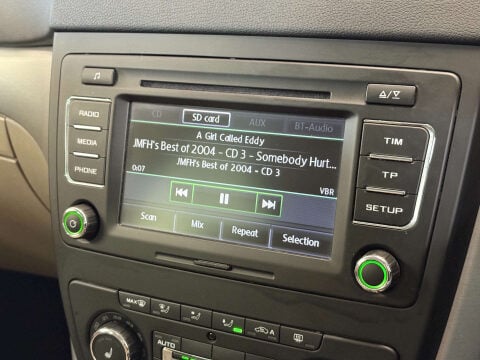 RADIO
MEDIA
PHONE
CD
SD card
AUX
BT-Audio
A Girl Called Eddy
JMFH's Best of 2004 - CD 3 - Somebody Hurt...
JMFH's Best of 2004 - CD 3
0:07
VBR
Scan
Mix
Repeat
Selection
TIM
TP
SETUP
MAX
A
AUTO